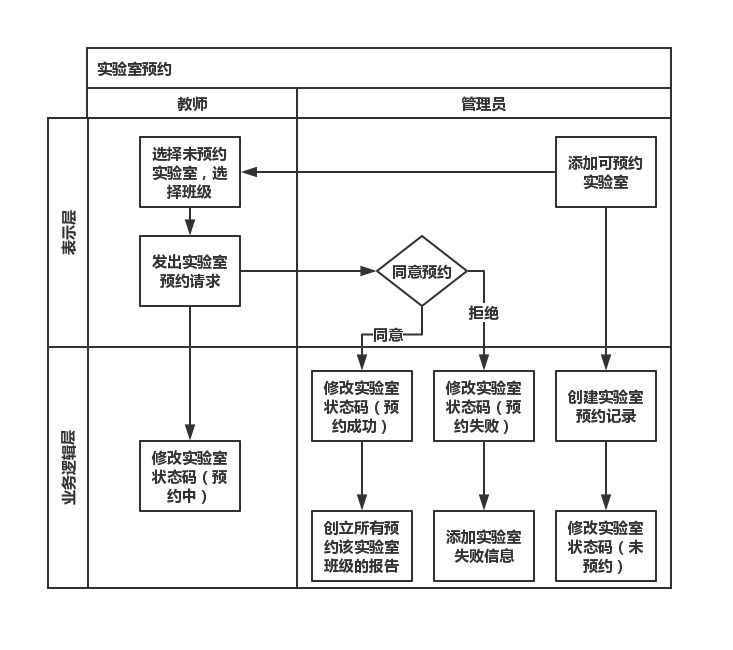 实验室预约
教师
管理员
表示层
选择未预约
实验室，选
择班级
添加可预约
实验室
发出实验室
预约请求
同意预约
拒绝
同意
业务逻辑层
修改实验室
状态码（预
约成功）
修改实验室
状态码（预
约失败）
创建实验室
预约记录
修改实验室
状态码（预
约中）
创立所有预
约该实验室
班级的报告
添加实验室
失败信息
修改实验室
状态码（未
预约）